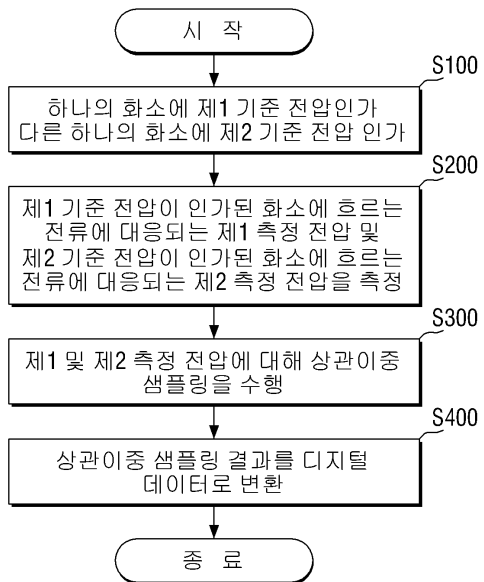 시 작
S100
하나의 화소에 제1 기준 전압인가
다른 하나의 화소에 제2 기준 전압 인가
S200
제1 기준 전압이 인가된 화소에 흐르는
전류에 대응되는 제1 측정 전압 및
제2 기준 전압이 인가된 화소에 흐르는
전류에 대응되는 제2 측정 전압을 측정
S300
제1 및 제2 측정 전압에 대해 상관이중
샘플링을 수행
S400
상관이중 샘플링 결과를 디지털
데이터로 변환
종 료